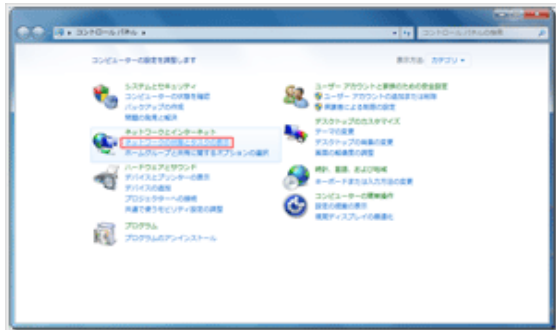 コントロール パネル
コントロール パネルの検索
コンピューターの設定を調整します
表示方法: カテゴリ
システムとセキュリティ
コンピューターの状態を確認
バックアップの作成
問題の発見と解決
ネットワークとインターネット
ネットワークの状態とタスクの表示
ホームグループと共有に関するオプションの選択
ハードウェアとサウンド
デバイスとプリンターの表示
デバイスの追加
プロジェクターへの接続
共通で使うモビリティ設定の調整
プログラム
プログラムのアンインストール
ユーザー アカウントと家族のための安全設定
ユーザー アカウントの追加または削除
保護者による制限の設定
デスクトップのカスタマイズ
テーマの変更
デスクトップの背景の変更
画面の解像度の調整
時計、言語、および地域
キーボードまたは入力方法の変更
コンピューターの簡単操作
設定の提案の表示
視覚ディスプレイの最適化